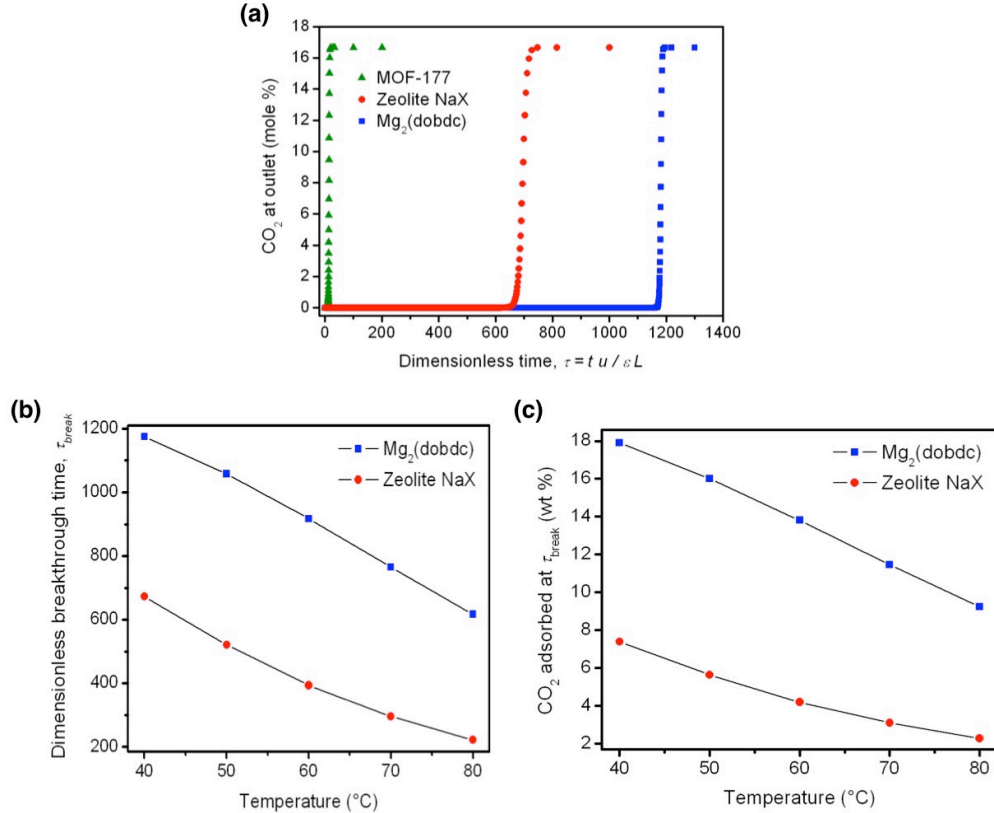 (a)
18
16
14
12
10
8
6
4
2
0
CO₂ at outlet (mole %)
MOF-177
Zeolite NaX
Mg₂(dobdc)
0 200 400 600 800 1000 1200 1400
Dimensionless time, τ = t u / ε L
(b)
1200
1000
800
600
400
200
Dimensionless breakthrough time, τ_break
Mg₂(dobdc)
Zeolite NaX
40 50 60 70 80
Temperature (°C)
(c)
18
16
14
12
10
8
6
4
2
CO₂ adsorbed at τ_break (wt %)
Mg₂(dobdc)
Zeolite NaX
40 50 60 70 80
Temperature (°C)